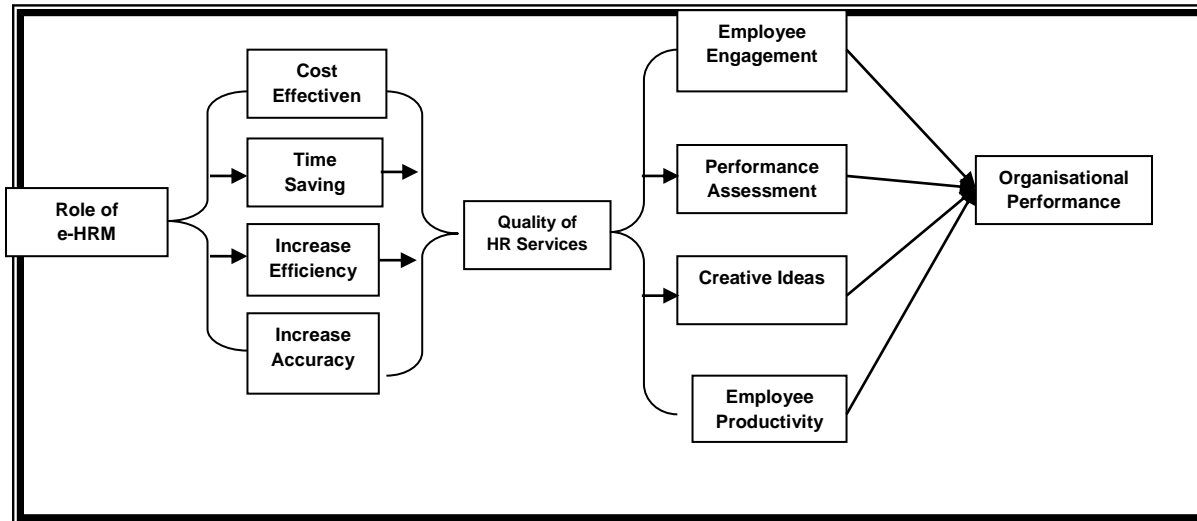 Role of
e-HRM
Cost
Effectiven
Time
Saving
Increase
Efficiency
Increase
Accuracy
Quality of
HR Services
Employee
Engagement
Performance
Assessment
Creative Ideas
Employee
Productivity
Organisational
Performance